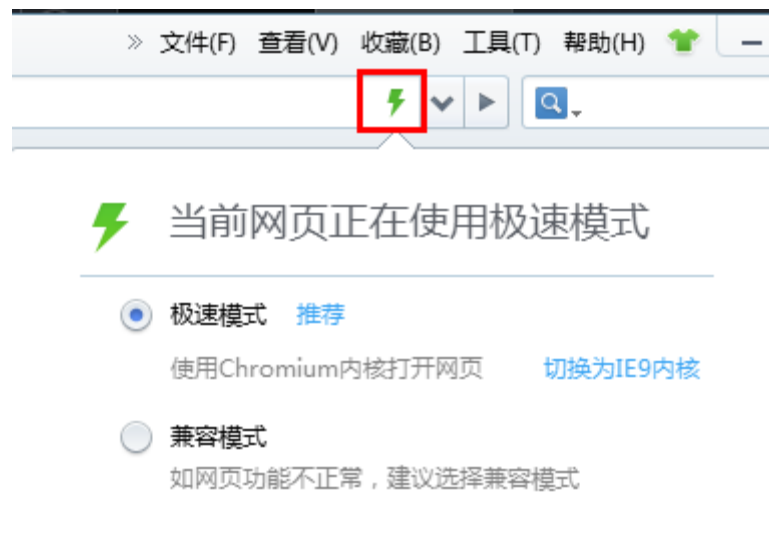 » 文件(F) 查看(V) 收藏(B) 工具(T) 帮助(H)
当前网页正在使用极速模式
极速模式 推荐
使用Chromium内核打开网页 切换为IE9内核
兼容模式
如网页功能不正常，建议选择兼容模式